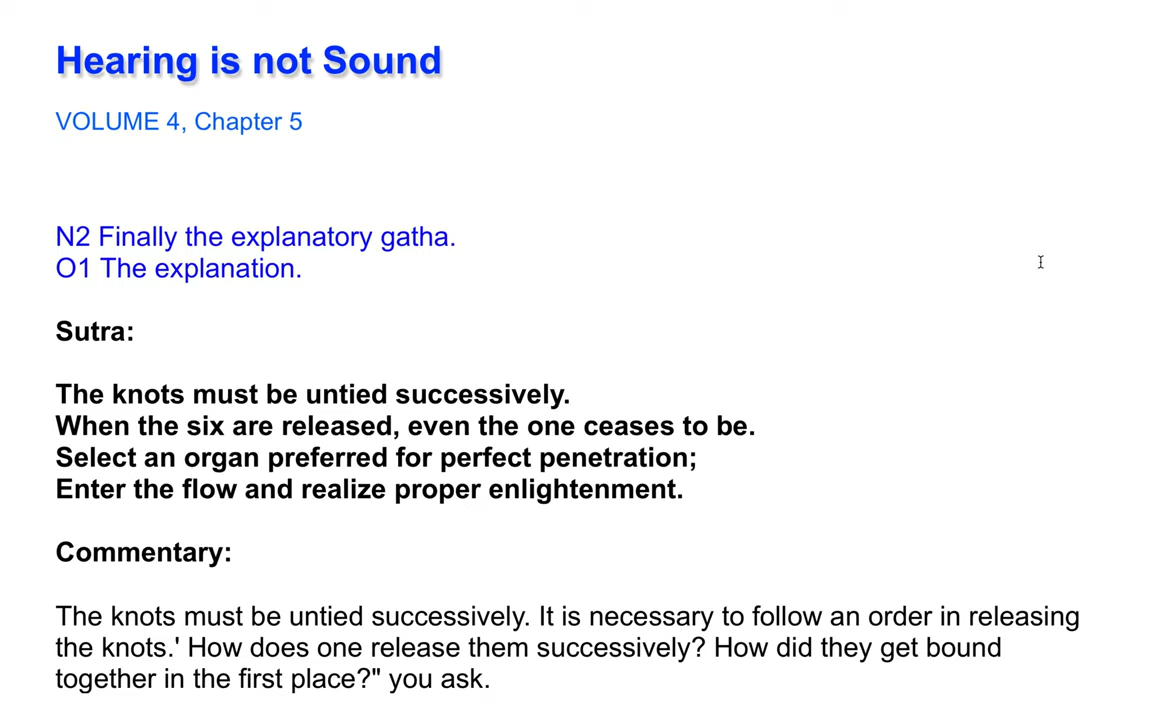 Hearing is not Sound
VOLUME 4, Chapter 5
N2 Finally the explanatory gatha.
O1 The explanation.
Sutra:
The knots must be untied successively.
When the six are released, even the one ceases to be.
Select an organ preferred for perfect penetration;
Enter the flow and realize proper enlightenment.
Commentary:
The knots must be untied successively. It is necessary to follow an order in releasing
the knots.' How does one release them successively? How did they get bound
together in the first place?" you ask.